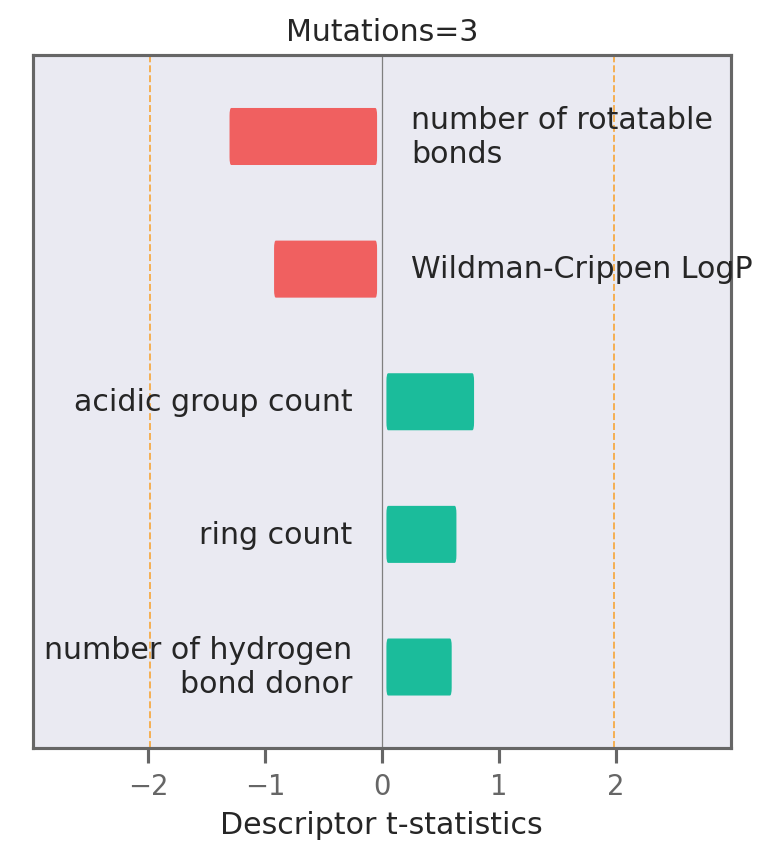 Mutations=3
number of rotatable
bonds
Wildman-Crippen LogP
acidic group count
ring count
number of hydrogen
bond donor
−2 −1 0 1 2
Descriptor t-statistics